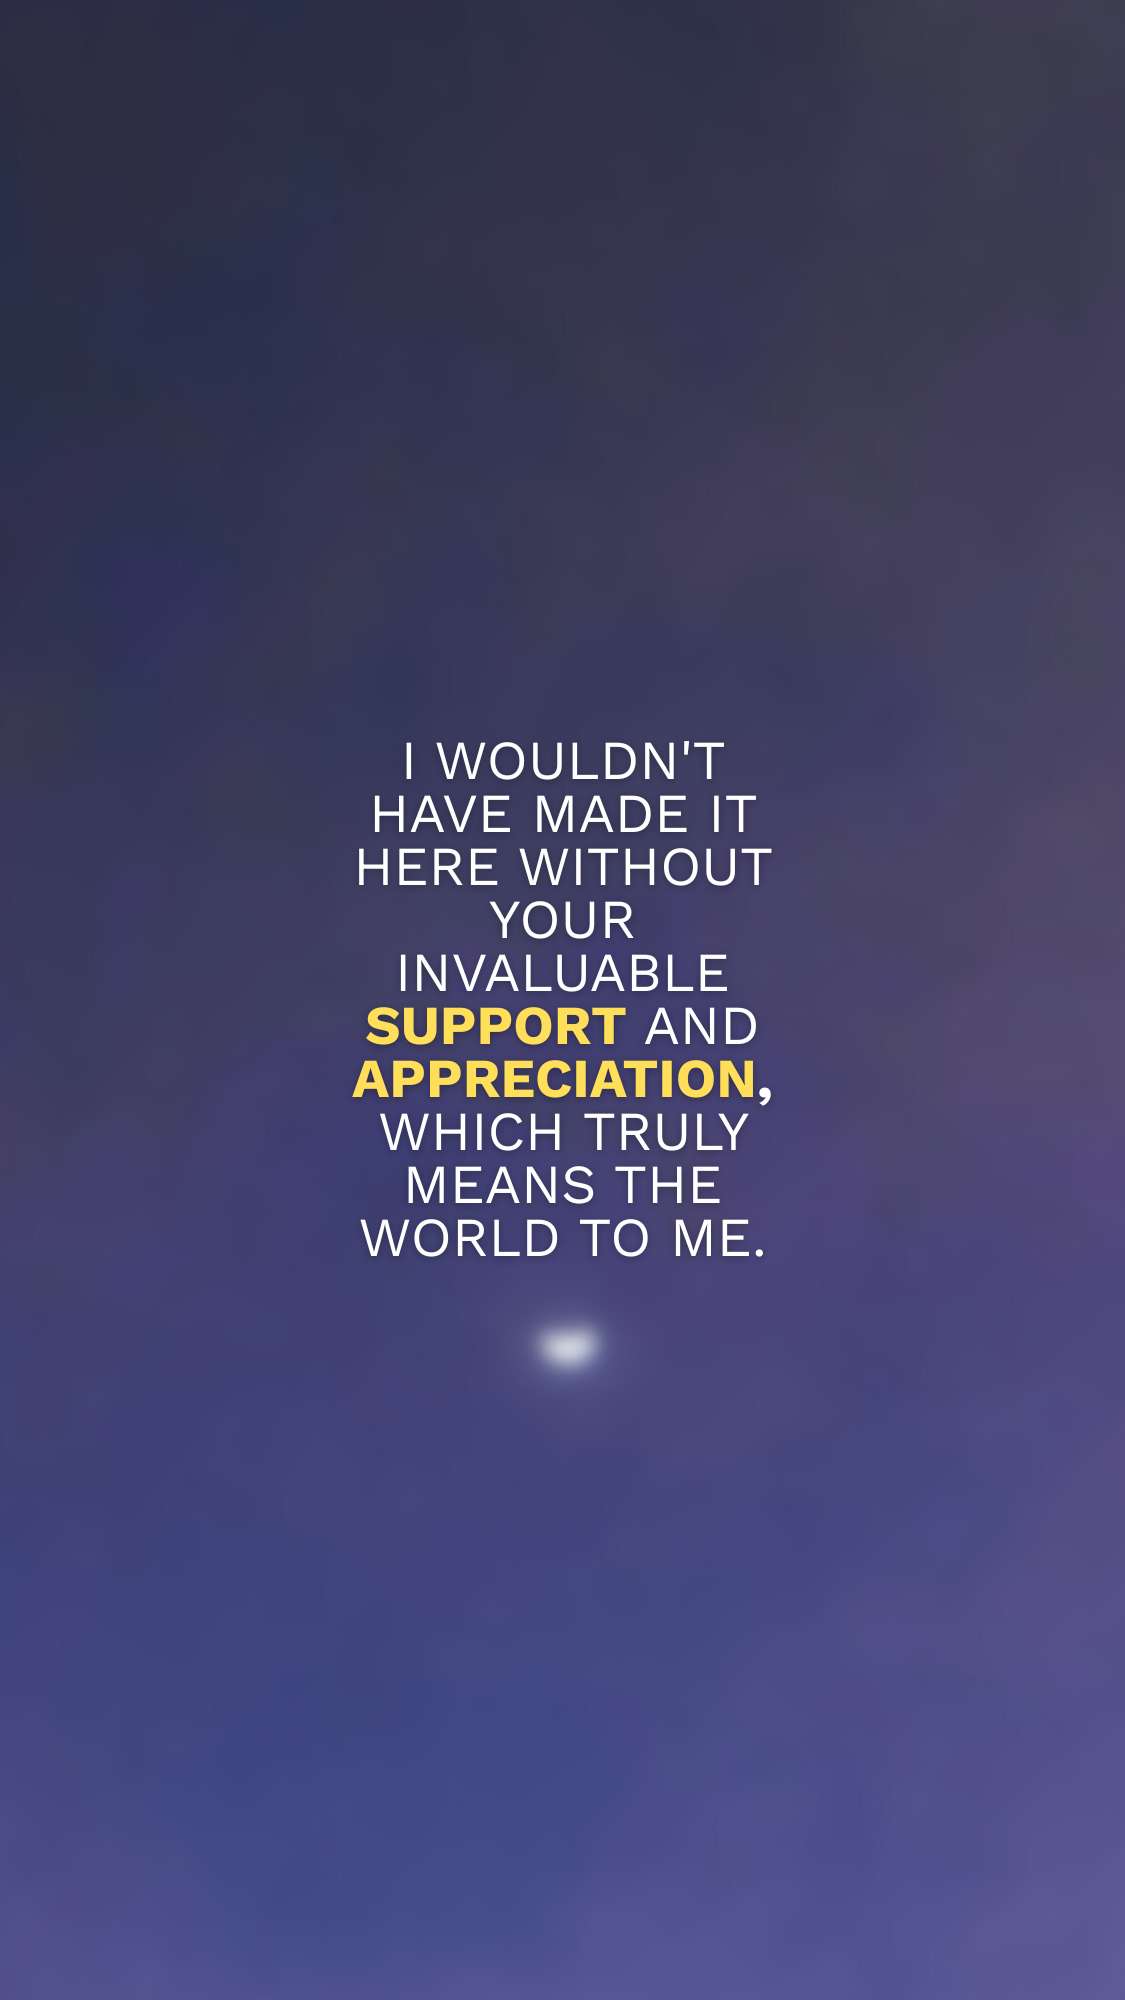 I WOULDN'T
HAVE MADE IT
HERE WITHOUT
YOUR
INVALUABLE
SUPPORT AND
APPRECIATION,
WHICH TRULY
MEANS THE
WORLD TO ME.